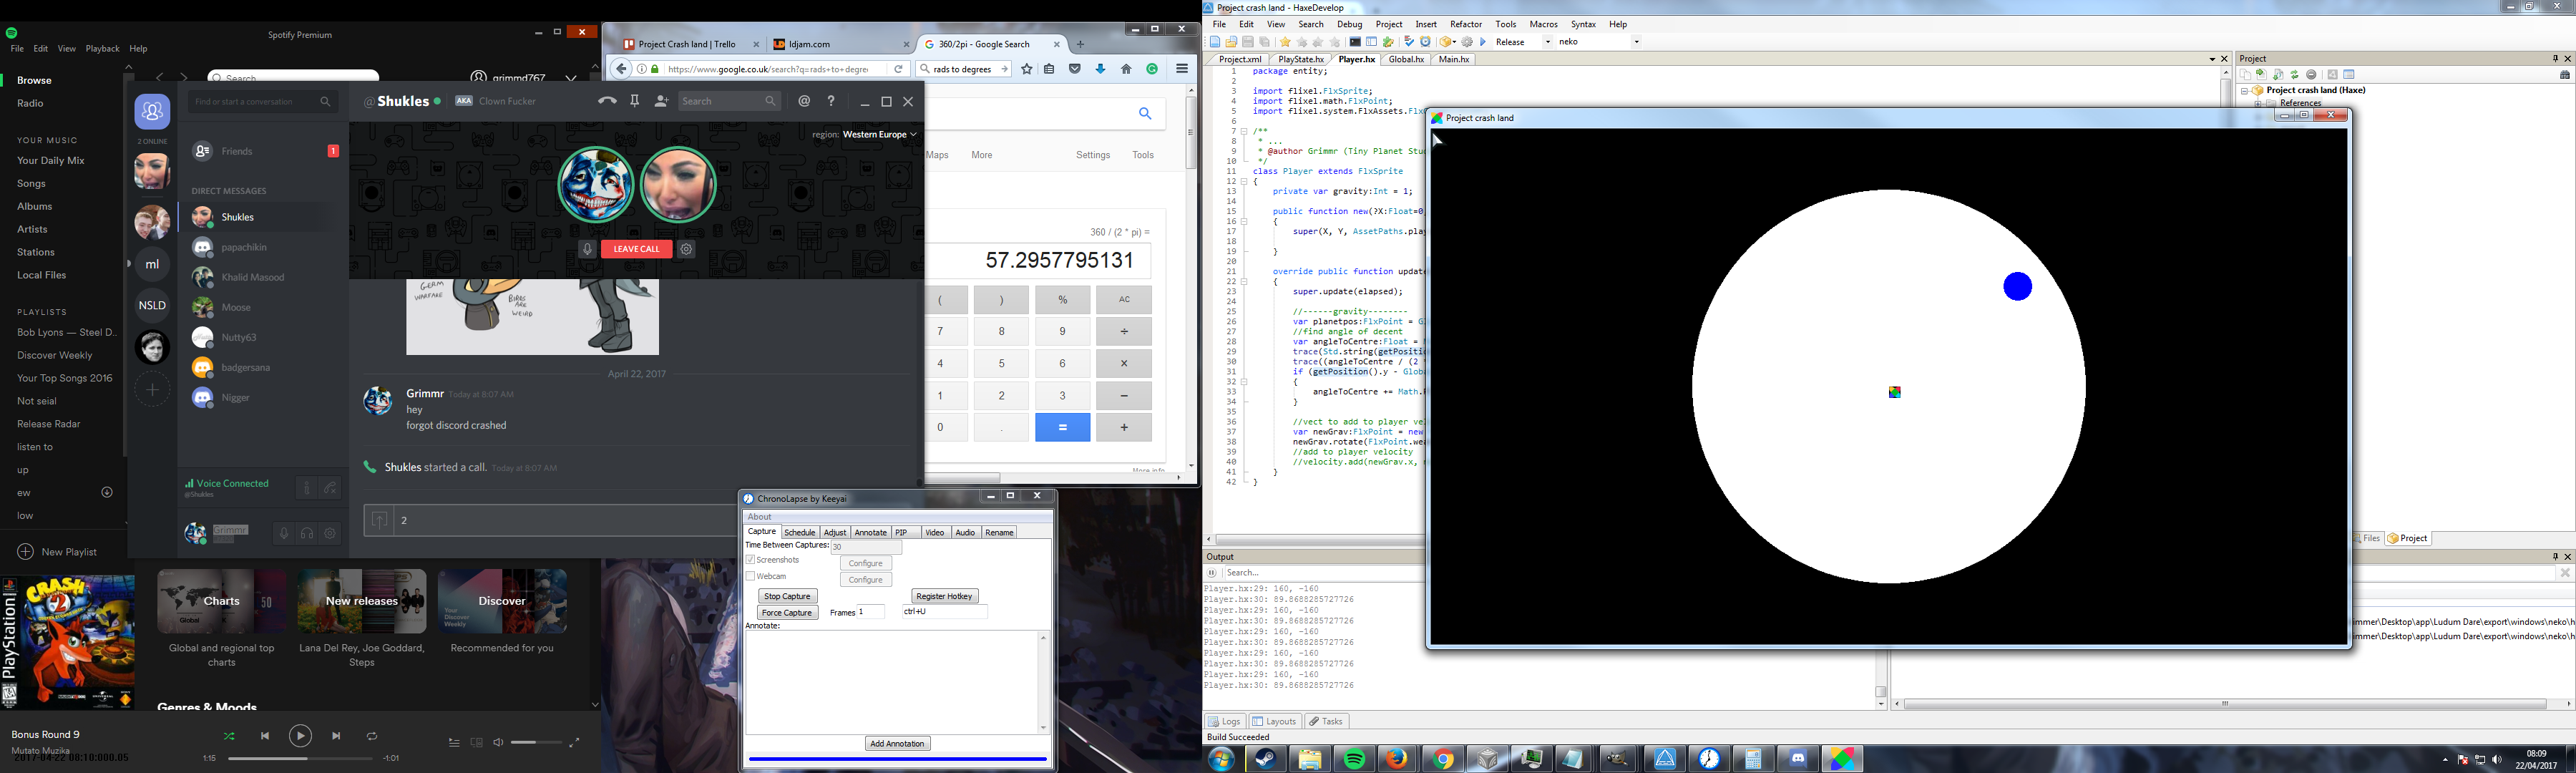 Spotify Premium
File Edit View Playback Help
Search
grimmd767
Browse
Radio
YOUR MUSIC
Your Daily Mix
Songs
Albums
Artists
Stations
Local Files
PLAYLISTS
Bob Lyons — Steel D..
Discover Weekly
Your Top Songs 2016
Not seial
Release Radar
listen to
up
ew
low
New Playlist
Charts
Global and regional top
charts
New releases
Lana Del Rey, Joe Goddard,
Steps
Discover
Recommended for you
Genres & Moods
PlayStation
CRASH
2
Bonus Round 9
Mutato Muzika
2017-04-22 08:10:000.05
1:15
-1:01
Find or start a conversation
2 ONLINE
ml
NSLD
Friends
1
DIRECT MESSAGES
Shukles
papachikin
Khalid Masood
Moose
Nutty63
badgersana
Nigger
Voice Connected
@Shukles
Grimmr
@Shukles AKA Clown Fucker
Search
region: Western Europe
LEAVE CALL
GERM
WARFARE
BIRDS
ARE
WEIRD
April 22, 2017
Grimmr Today at 8:07 AM
hey
forgot discord crashed
Shukles started a call. Today at 8:07 AM
2
Project Crash land | Trello
ldjam.com
360/2pi - Google Search
https://www.google.co.uk/search?q=rads+to+degre
rads to degrees
Maps More Settings Tools
360 / (2 * pi) =
57.2957795131
( ) % AC
7 8 9 ÷
4 5 6 ×
1 2 3 −
0 . = +
More info
ChronoLapse by Keeyai
About
Capture Schedule Adjust Annotate PIP Video Audio Rename
Time Between Captures: 30
Screenshots Configure
Webcam Configure
Stop Capture Register Hotkey
Force Capture Frames 1 ctrl+U
Annotate:
Add Annotation
Project crash land - HaxeDevelop
File Edit View Search Debug Project Insert Refactor Tools Macros Syntax Help
Release neko
Project.xml PlayState.hx Player.hx Global.hx Main.hx
1 package entity;
2
3 import flixel.FlxSprite;
4 import flixel.math.FlxPoint;
5 import flixel.system.FlxAssets.Flx
6
7 /**
8 * ...
9 * @author Grimmr (Tiny Planet Stu
10 */
11 class Player extends FlxSprite
12 {
13 private var gravity:Int = 1;
14
15 public function new(?X:Float=0
16 {
17 super(X, Y, AssetPaths.play
18
19 }
20
21 override public function update
22 {
23 super.update(elapsed);
24
25 //------gravity--------
26 var planetpos:FlxPoint = Gl
27 //find angle of decent
28 var angleToCentre:Float =
29 trace(Std.string(getPositio
30 trace((angleToCentre / (2 *
31 if (getPosition().y - Globa
32 {
33 angleToCentre += Math.
34 }
35
36 //vect to add to player ve
37 var newGrav:FlxPoint = new
38 newGrav.rotate(FlxPoint.wea
39 //add to player velocity
40 //velocity.add(newGrav.x,
41 }
42 }
Project crash land
Project
Project crash land (Haxe)
References
Files Project
Output
Search...
Player.hx:29: 160, -160
Player.hx:30: 89.8688285727726
Player.hx:29: 160, -160
Player.hx:30: 89.8688285727726
Player.hx:29: 160, -160
Player.hx:30: 89.8688285727726
Player.hx:29: 160, -160
Player.hx:30: 89.8688285727726
Player.hx:29: 160, -160
Player.hx:30: 89.8688285727726
immer\Desktop\app\Ludum Dare\export\windows\neko\h
immer\Desktop\app\Ludum Dare\export\windows\neko\h
Logs Layouts Tasks
Build Succeeded
08:09
22/04/2017